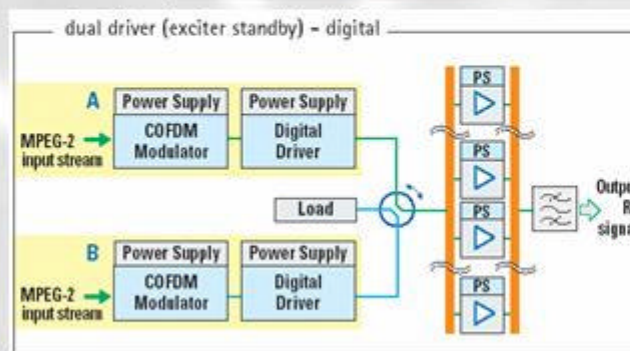 dual driver (exciter standby) – digital
A
Power Supply
Power Supply
MPEG-2
input stream
COFDM
Modulator
Digital
Driver
Load
B
Power Supply
Power Supply
MPEG-2
input stream
COFDM
Modulator
Digital
Driver
PS
PS
PS
PS
Outpu
R
signa